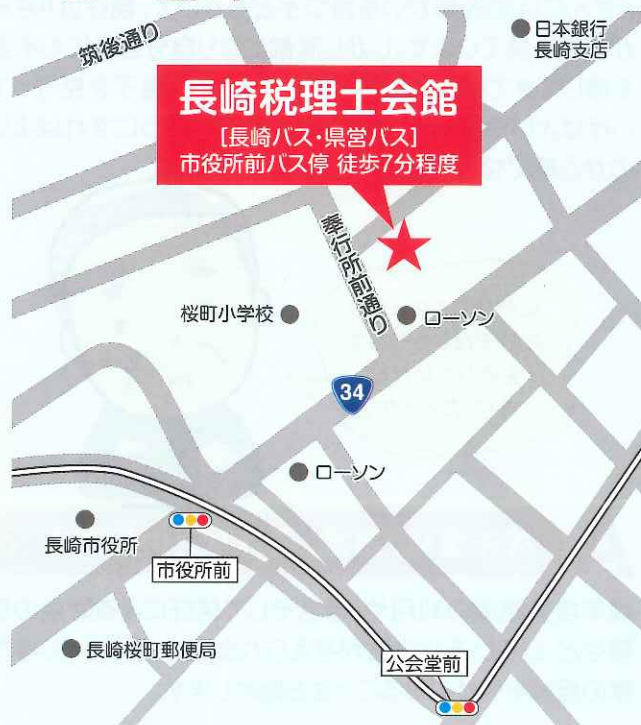 筑後通り
日本銀行
長崎支店
長崎税理士会館
[長崎バス・県営バス]
市役所前バス停 徒歩7分程度
奉行所前通り
桜町小学校
ローソン
34
ローソン
長崎市役所
市役所前
長崎桜町郵便局
公会堂前